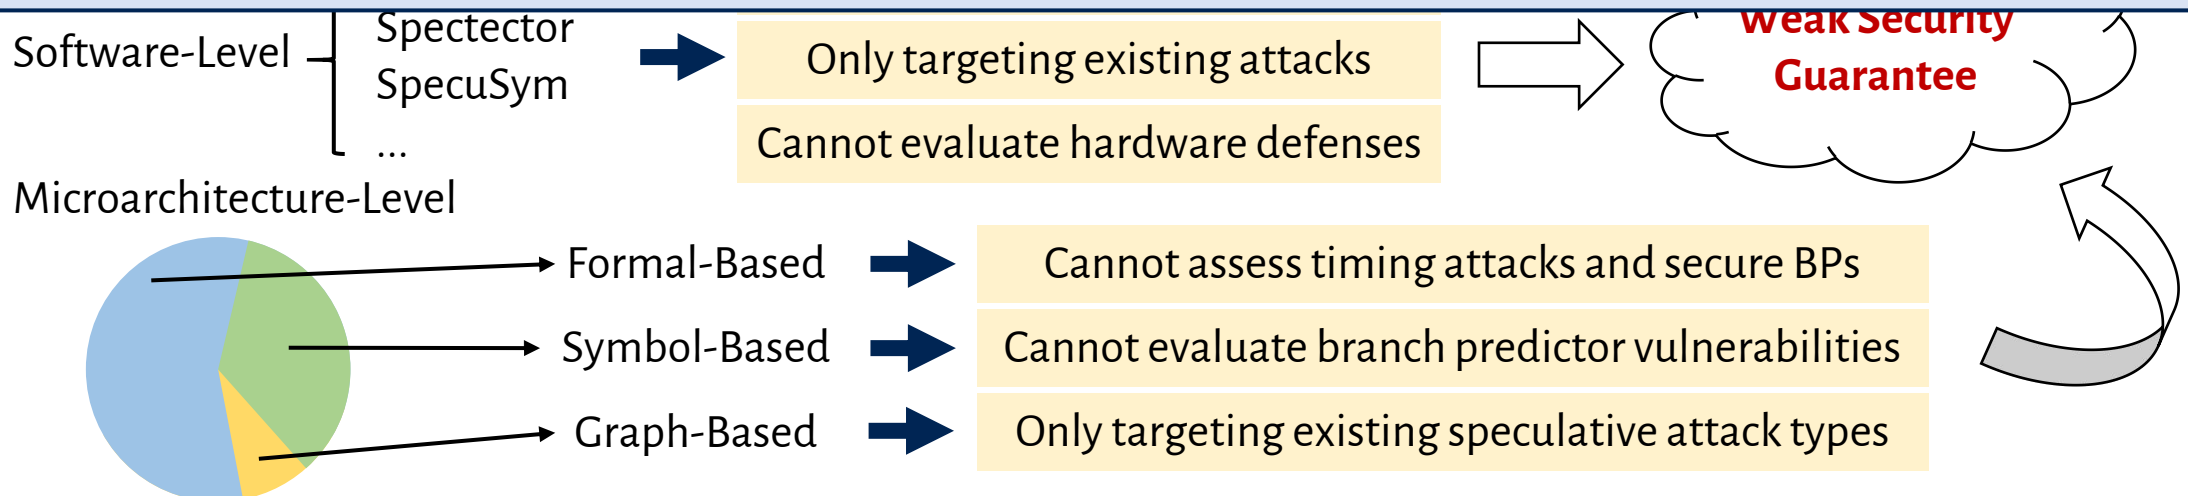 Software-Level
Spectector
SpecuSym
...
Only targeting existing attacks
Cannot evaluate hardware defenses
Weak Security
Guarantee
Microarchitecture-Level
Formal-Based
Cannot assess timing attacks and secure BPs
Symbol-Based
Cannot evaluate branch predictor vulnerabilities
Graph-Based
Only targeting existing speculative attack types